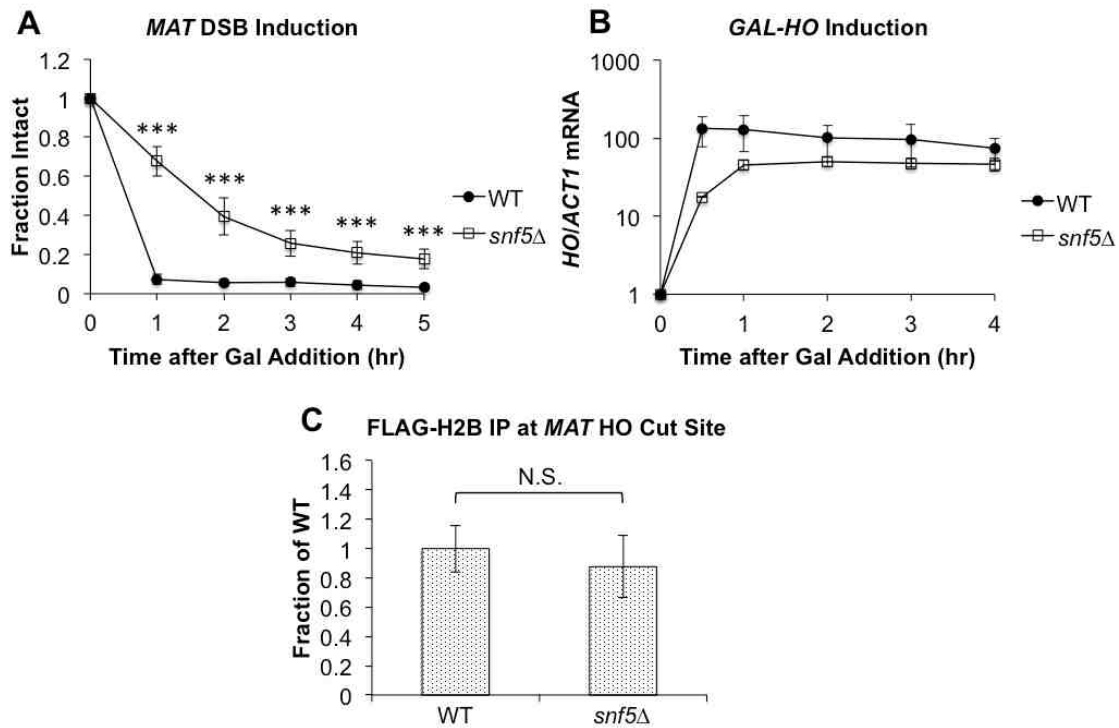 A
MAT DSB Induction
1.2
1
0.8
0.6
0.4
0.2
0
Fraction Intact
***
***
***
***
***
WT
snf5Δ
0 1 2 3 4 5
Time after Gal Addition (hr)
B
GAL-HO Induction
1000
100
10
1
HO/ACT1 mRNA
WT
snf5Δ
0 1 2 3 4
Time after Gal Addition (hr)
C
FLAG-H2B IP at MAT HO Cut Site
1.6
1.4
1.2
1
0.8
0.6
0.4
0.2
0
Fraction of WT
N.S.
WT snf5Δ